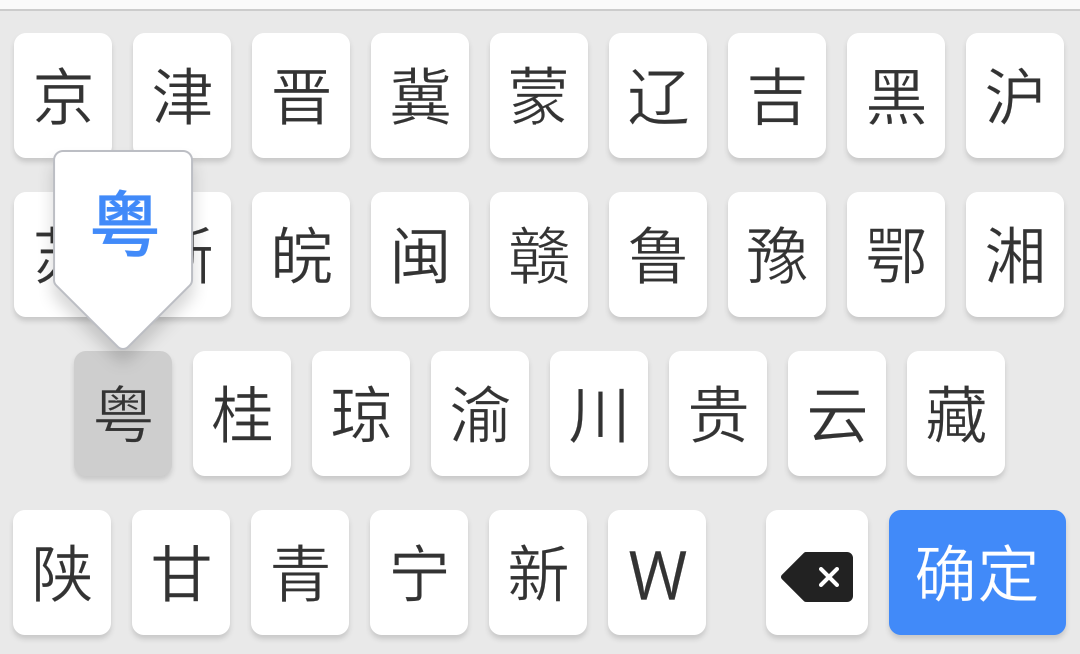 京 津 晋 冀 蒙 辽 吉 黑 沪
粤
皖 闽 赣 鲁 豫 鄂 湘
粤 桂 琼 渝 川 贵 云 藏
陕 甘 青 宁 新 W 确定